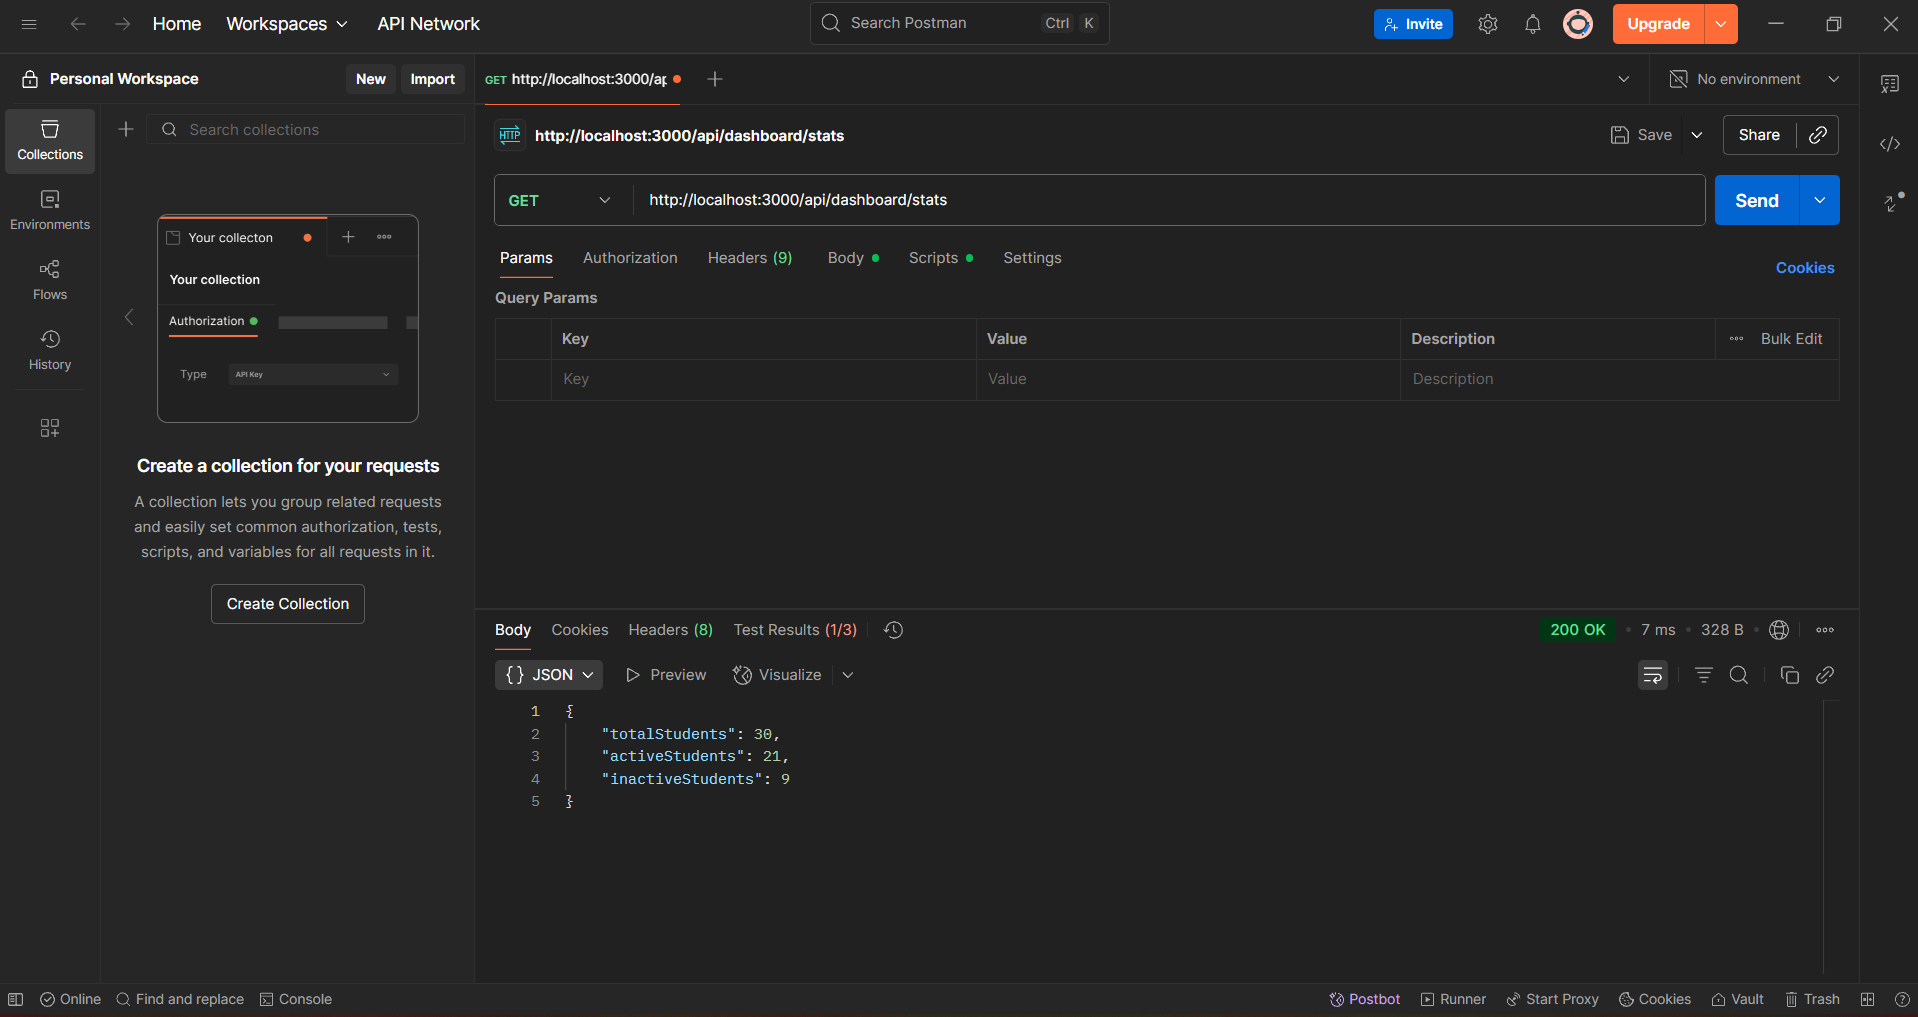 Home Workspaces API Network Search Postman Ctrl K Invite Upgrade
Personal Workspace New Import GET http://localhost:3000/ap No environment
Collections
Environments
Flows
History
Search collections
Your collecton
Your collection
Authorization
Type API Key
Create a collection for your requests
A collection lets you group related requests
and easily set common authorization, tests,
scripts, and variables for all requests in it.
Create Collection
HTTP http://localhost:3000/api/dashboard/stats Save Share
GET http://localhost:3000/api/dashboard/stats Send
Params Authorization Headers (9) Body Scripts Settings Cookies
Query Params
Key Value Description Bulk Edit
Key Value Description
Body Cookies Headers (8) Test Results (1/3) 200 OK 7 ms 328 B
{} JSON Preview Visualize
1 {
2 "totalStudents": 30,
3 "activeStudents": 21,
4 "inactiveStudents": 9
5 }
Online Find and replace Console Postbot Runner Start Proxy Cookies Vault Trash